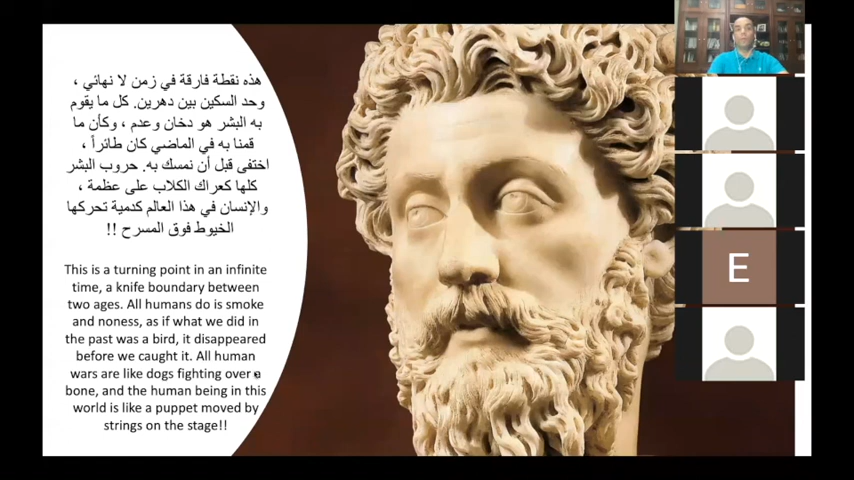 هذه نقطة فارقة في زمن لا نهائي ،
وحد السكين بين دهرين. كل ما يقوم
به البشر هو دخان وعدم ، وكأن ما
قمنا به في الماضي كان طائراً ،
اختفى قبل أن نمسك به. حروب البشر
كلها كعراك الكلاب على عظمة ،
والإنسان في هذا العالم كدمية تحركها
الخيوط فوق المسرح !!
This is a turning point in an infinite
time, a knife boundary between
two ages. All humans do is smoke
and noness, as if what we did in
the past was a bird, it disappeared
before we caught it. All human
wars are like dogs fighting over a
bone, and the human being in this
world is like a puppet moved by
strings on the stage!!
E